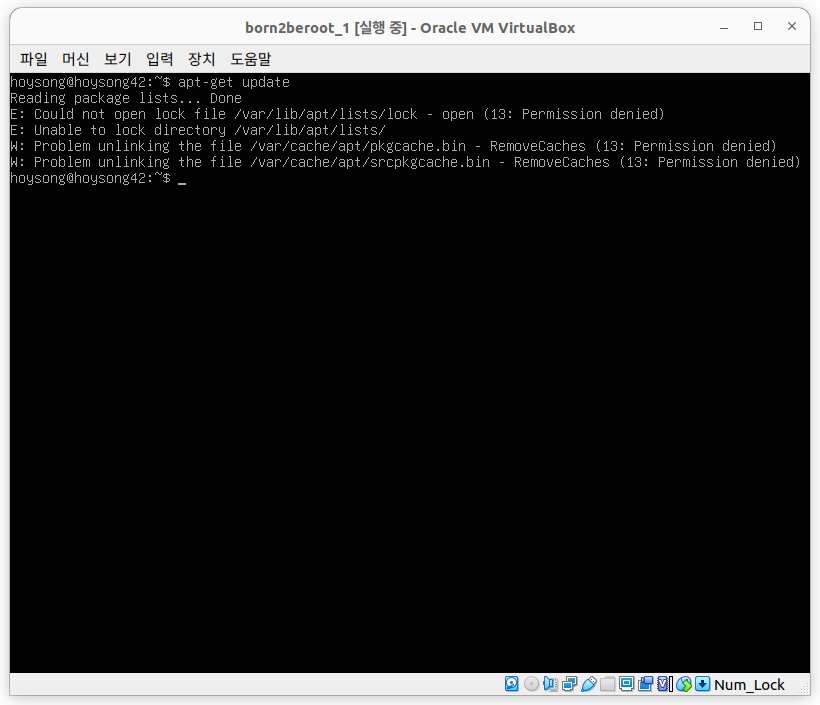 born2beroot_1 [실행 중] - Oracle VM VirtualBox
파일 머신 보기 입력 장치 도움말
hoysong@hoysong42:~$ apt-get update
Reading package lists... Done
E: Could not open lock file /var/lib/apt/lists/lock - open (13: Permission denied)
E: Unable to lock directory /var/lib/apt/lists/
W: Problem unlinking the file /var/cache/apt/pkgcache.bin - RemoveCaches (13: Permission denied)
W: Problem unlinking the file /var/cache/apt/srcpkgcache.bin - RemoveCaches (13: Permission denied)
hoysong@hoysong42:~$ _
Num_Lock